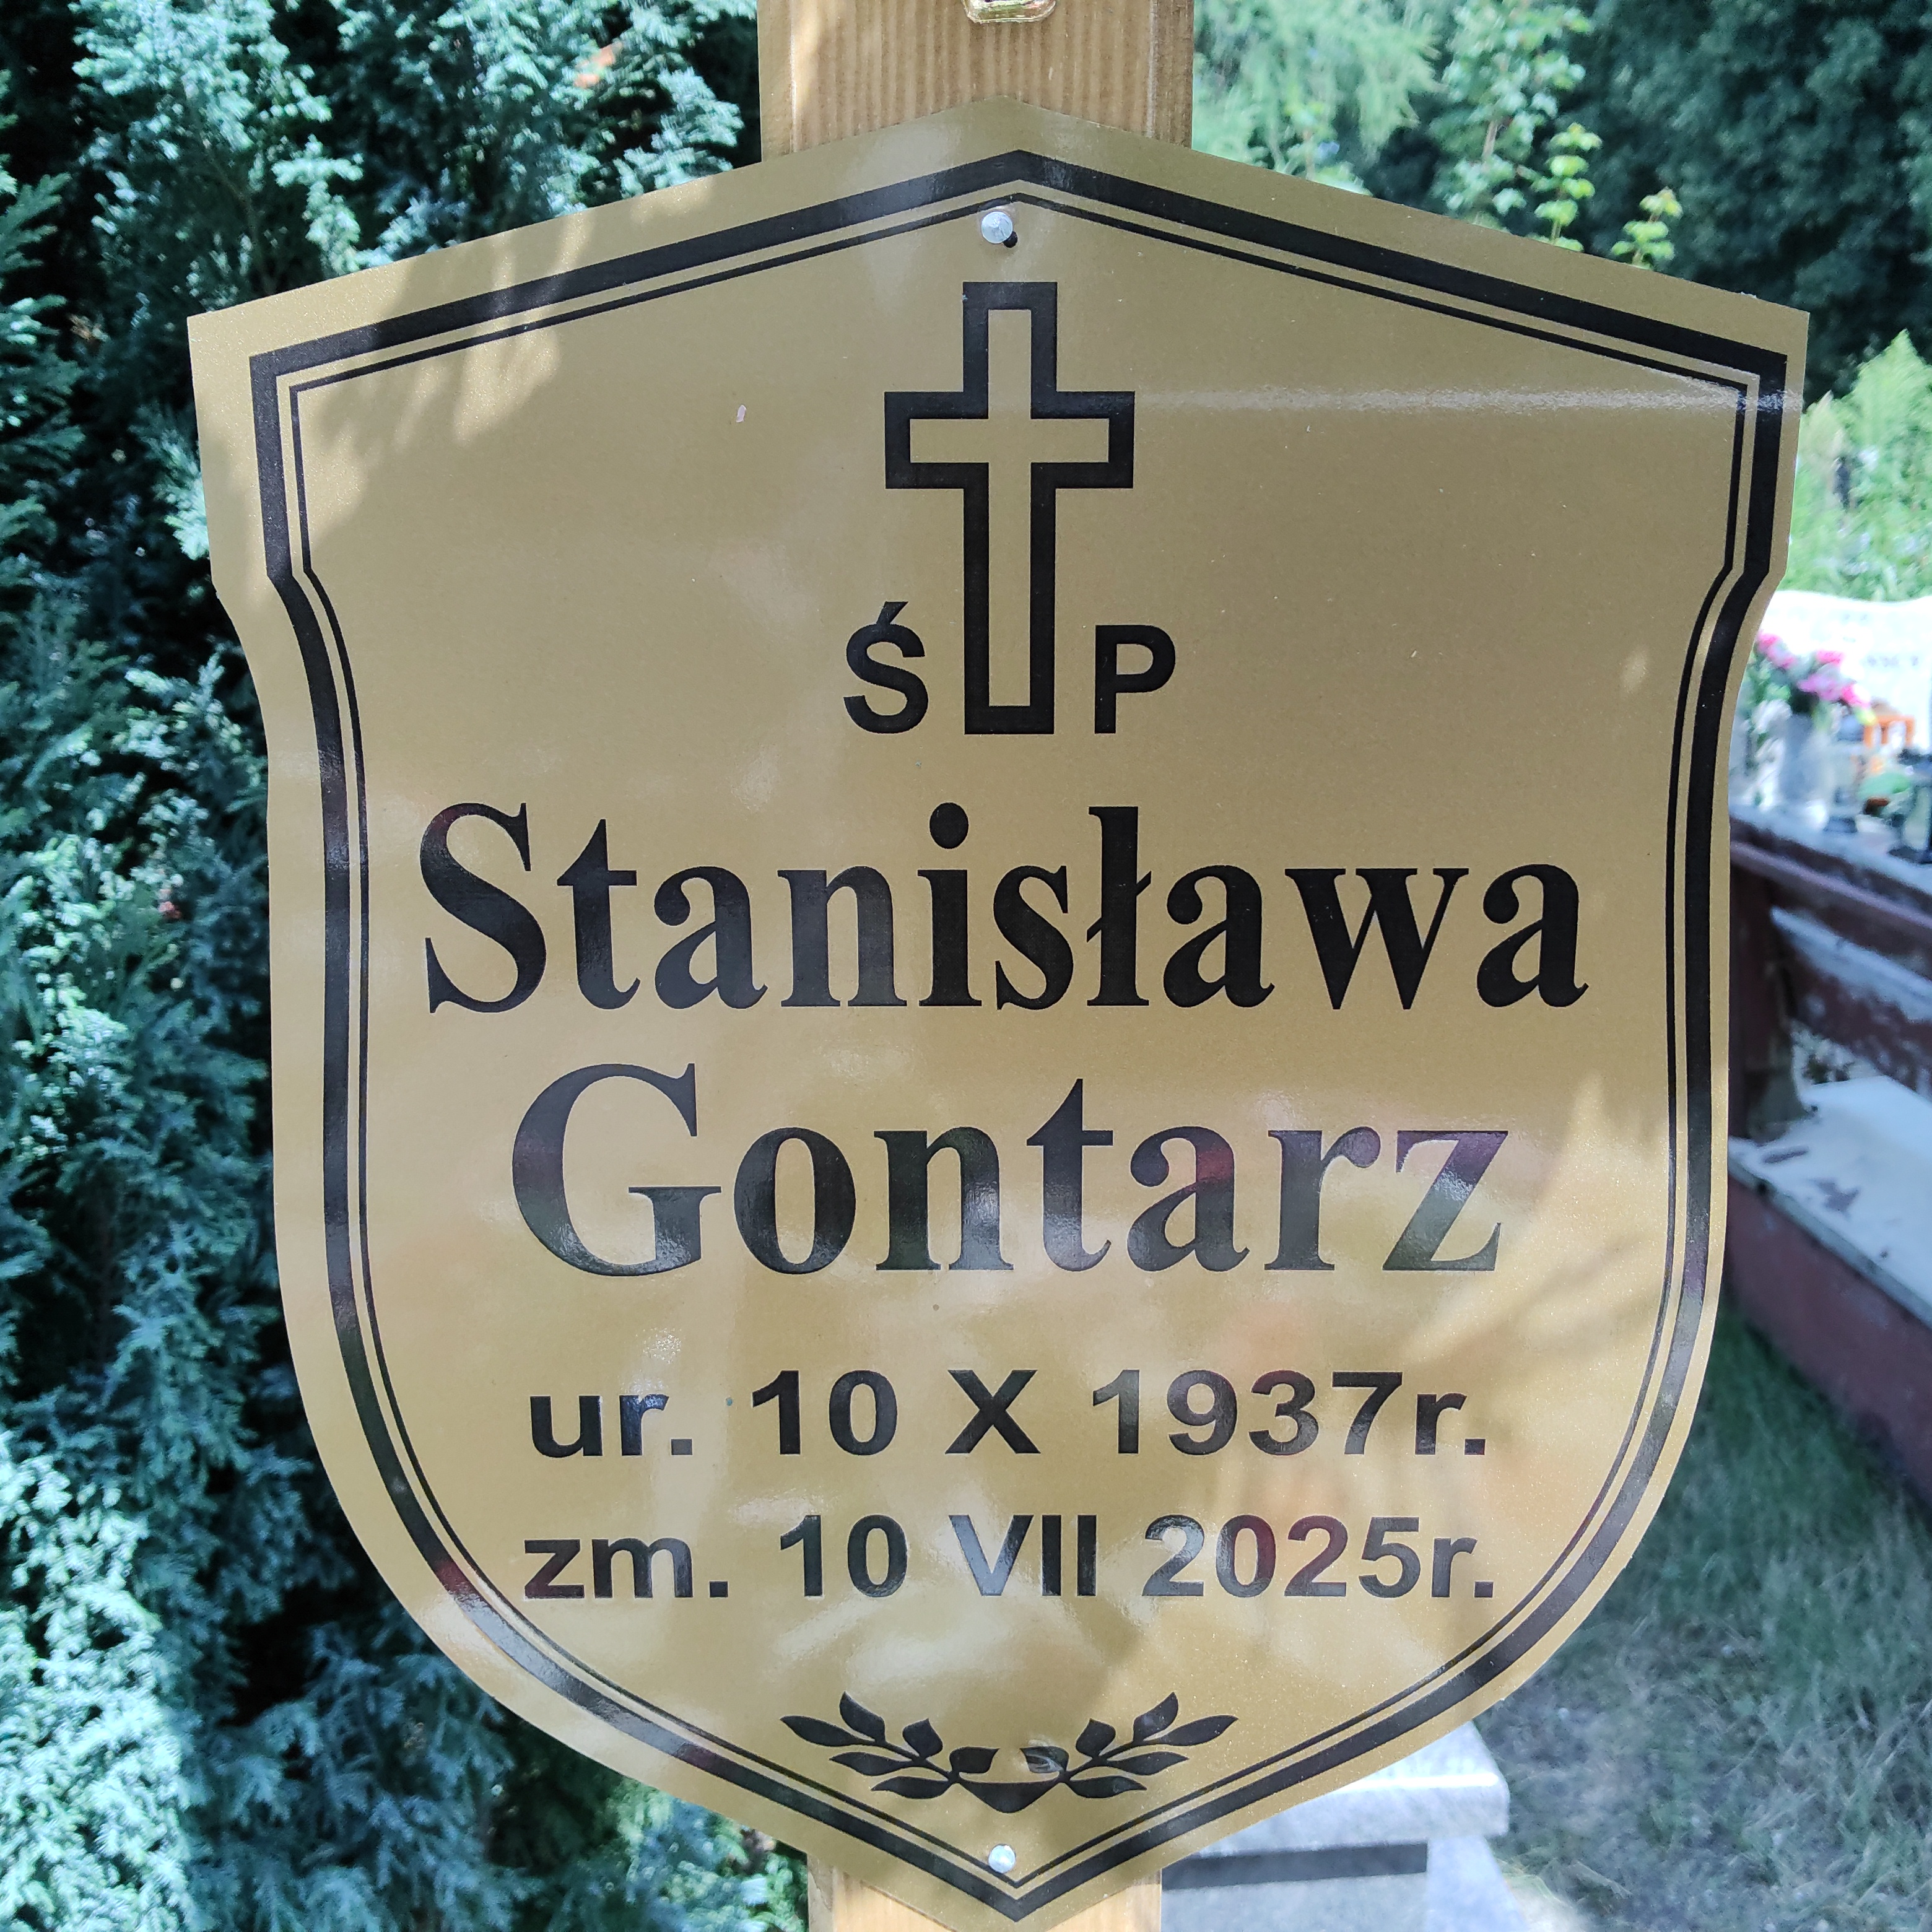 Ś P
Stanisława
Gontarz
ur. 10 X 1937r.
zm. 10 VII 2025r.